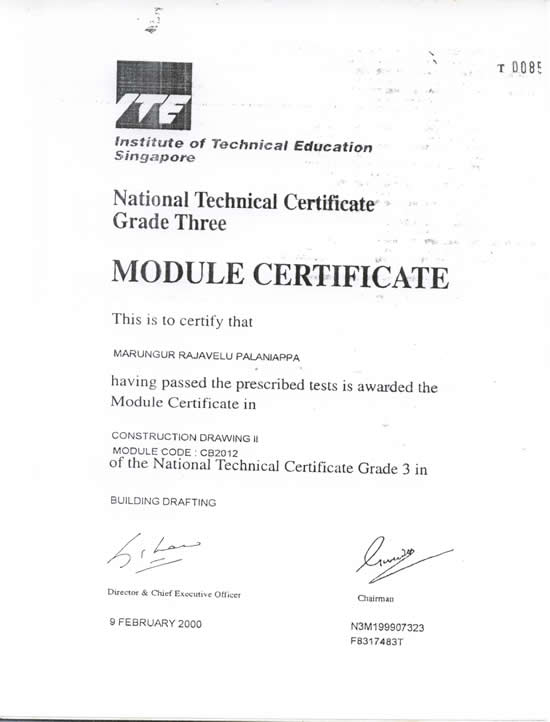 T 0085
ITE
Institute of Technical Education
Singapore
National Technical Certificate
Grade Three
MODULE CERTIFICATE
This is to certify that
MARUNGUR RAJAVELU PALANIAPPA
having passed the prescribed tests is awarded the
Module Certificate in
CONSTRUCTION DRAWING II
MODULE CODE : CB2012
of the National Technical Certificate Grade 3 in
BUILDING DRAFTING
Director & Chief Executive Officer
Chairman
9 FEBRUARY 2000
N3M199907323
F8317483T